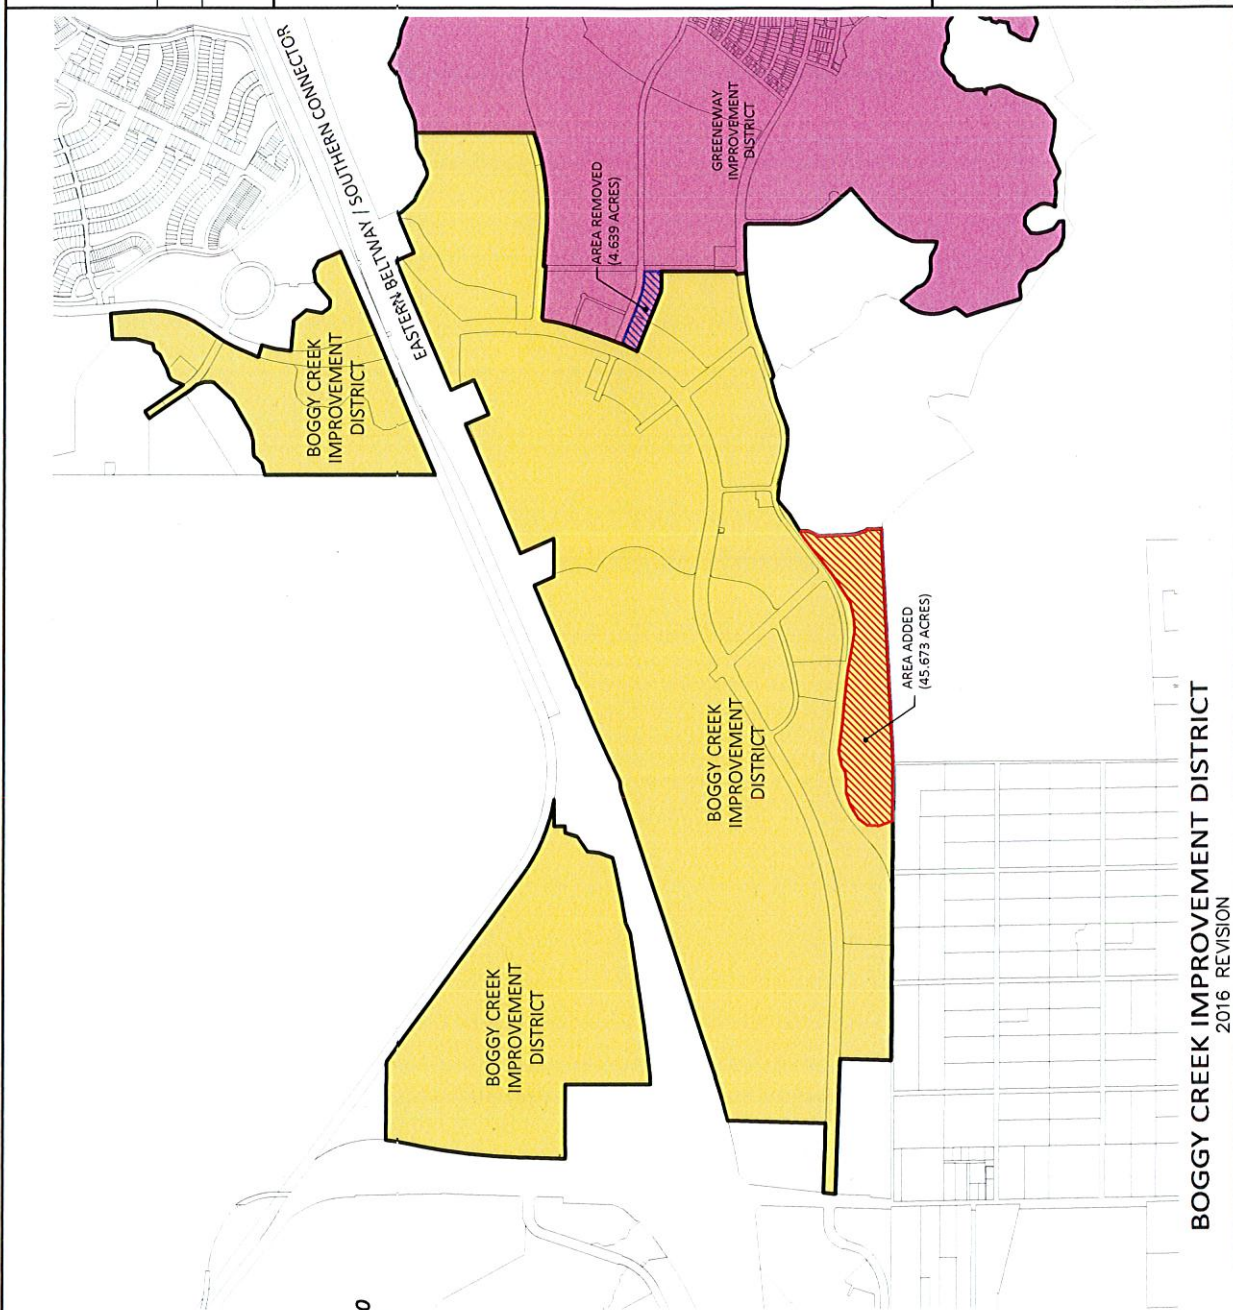 EASTERN BELTWAY / SOUTHERN CONNECTOR
BOGGY CREEK
IMPROVEMENT
DISTRICT
AREA REMOVED
(4.639 ACRES)
GREENEWAY
IMPROVEMENT
DISTRICT
BOGGY CREEK
IMPROVEMENT
DISTRICT
AREA ADDED
(45.673 ACRES)
BOGGY CREEK
IMPROVEMENT
DISTRICT
BOGGY CREEK IMPROVEMENT DISTRICT
2016 REVISION